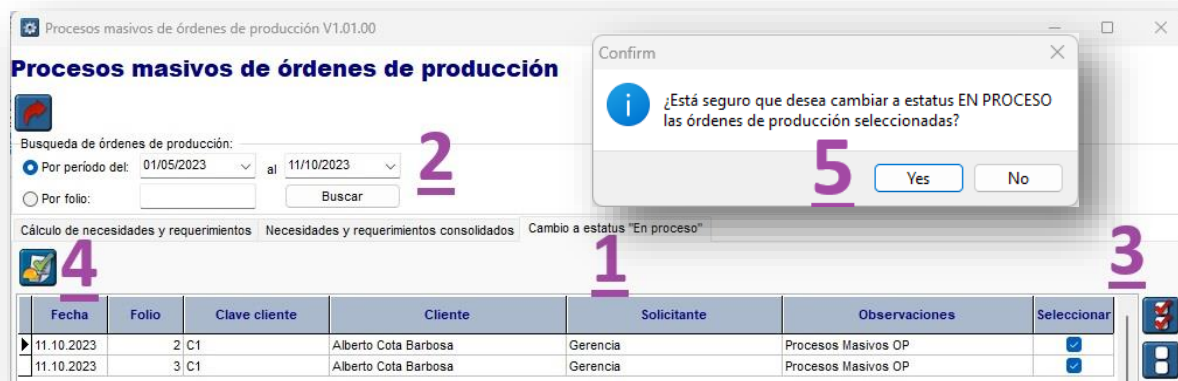 Procesos masivos de órdenes de producción V1.01.00
Procesos masivos de órdenes de producción
Confirm
¿Está seguro que desea cambiar a estatus EN PROCESO
las órdenes de producción seleccionadas?
5
Yes No
Busqueda de órdenes de producción:
Por período del: 01/05/2023 al 11/10/2023
2
Por folio: Buscar
Cálculo de necesidades y requerimientos Necesidades y requerimientos consolidados Cambio a estatus "En proceso"
4 1 3
Fecha Folio Clave cliente Cliente Solicitante Observaciones Seleccionar
11.10.2023 2 C1 Alberto Cota Barbosa Gerencia Procesos Masivos OP
11.10.2023 3 C1 Alberto Cota Barbosa Gerencia Procesos Masivos OP